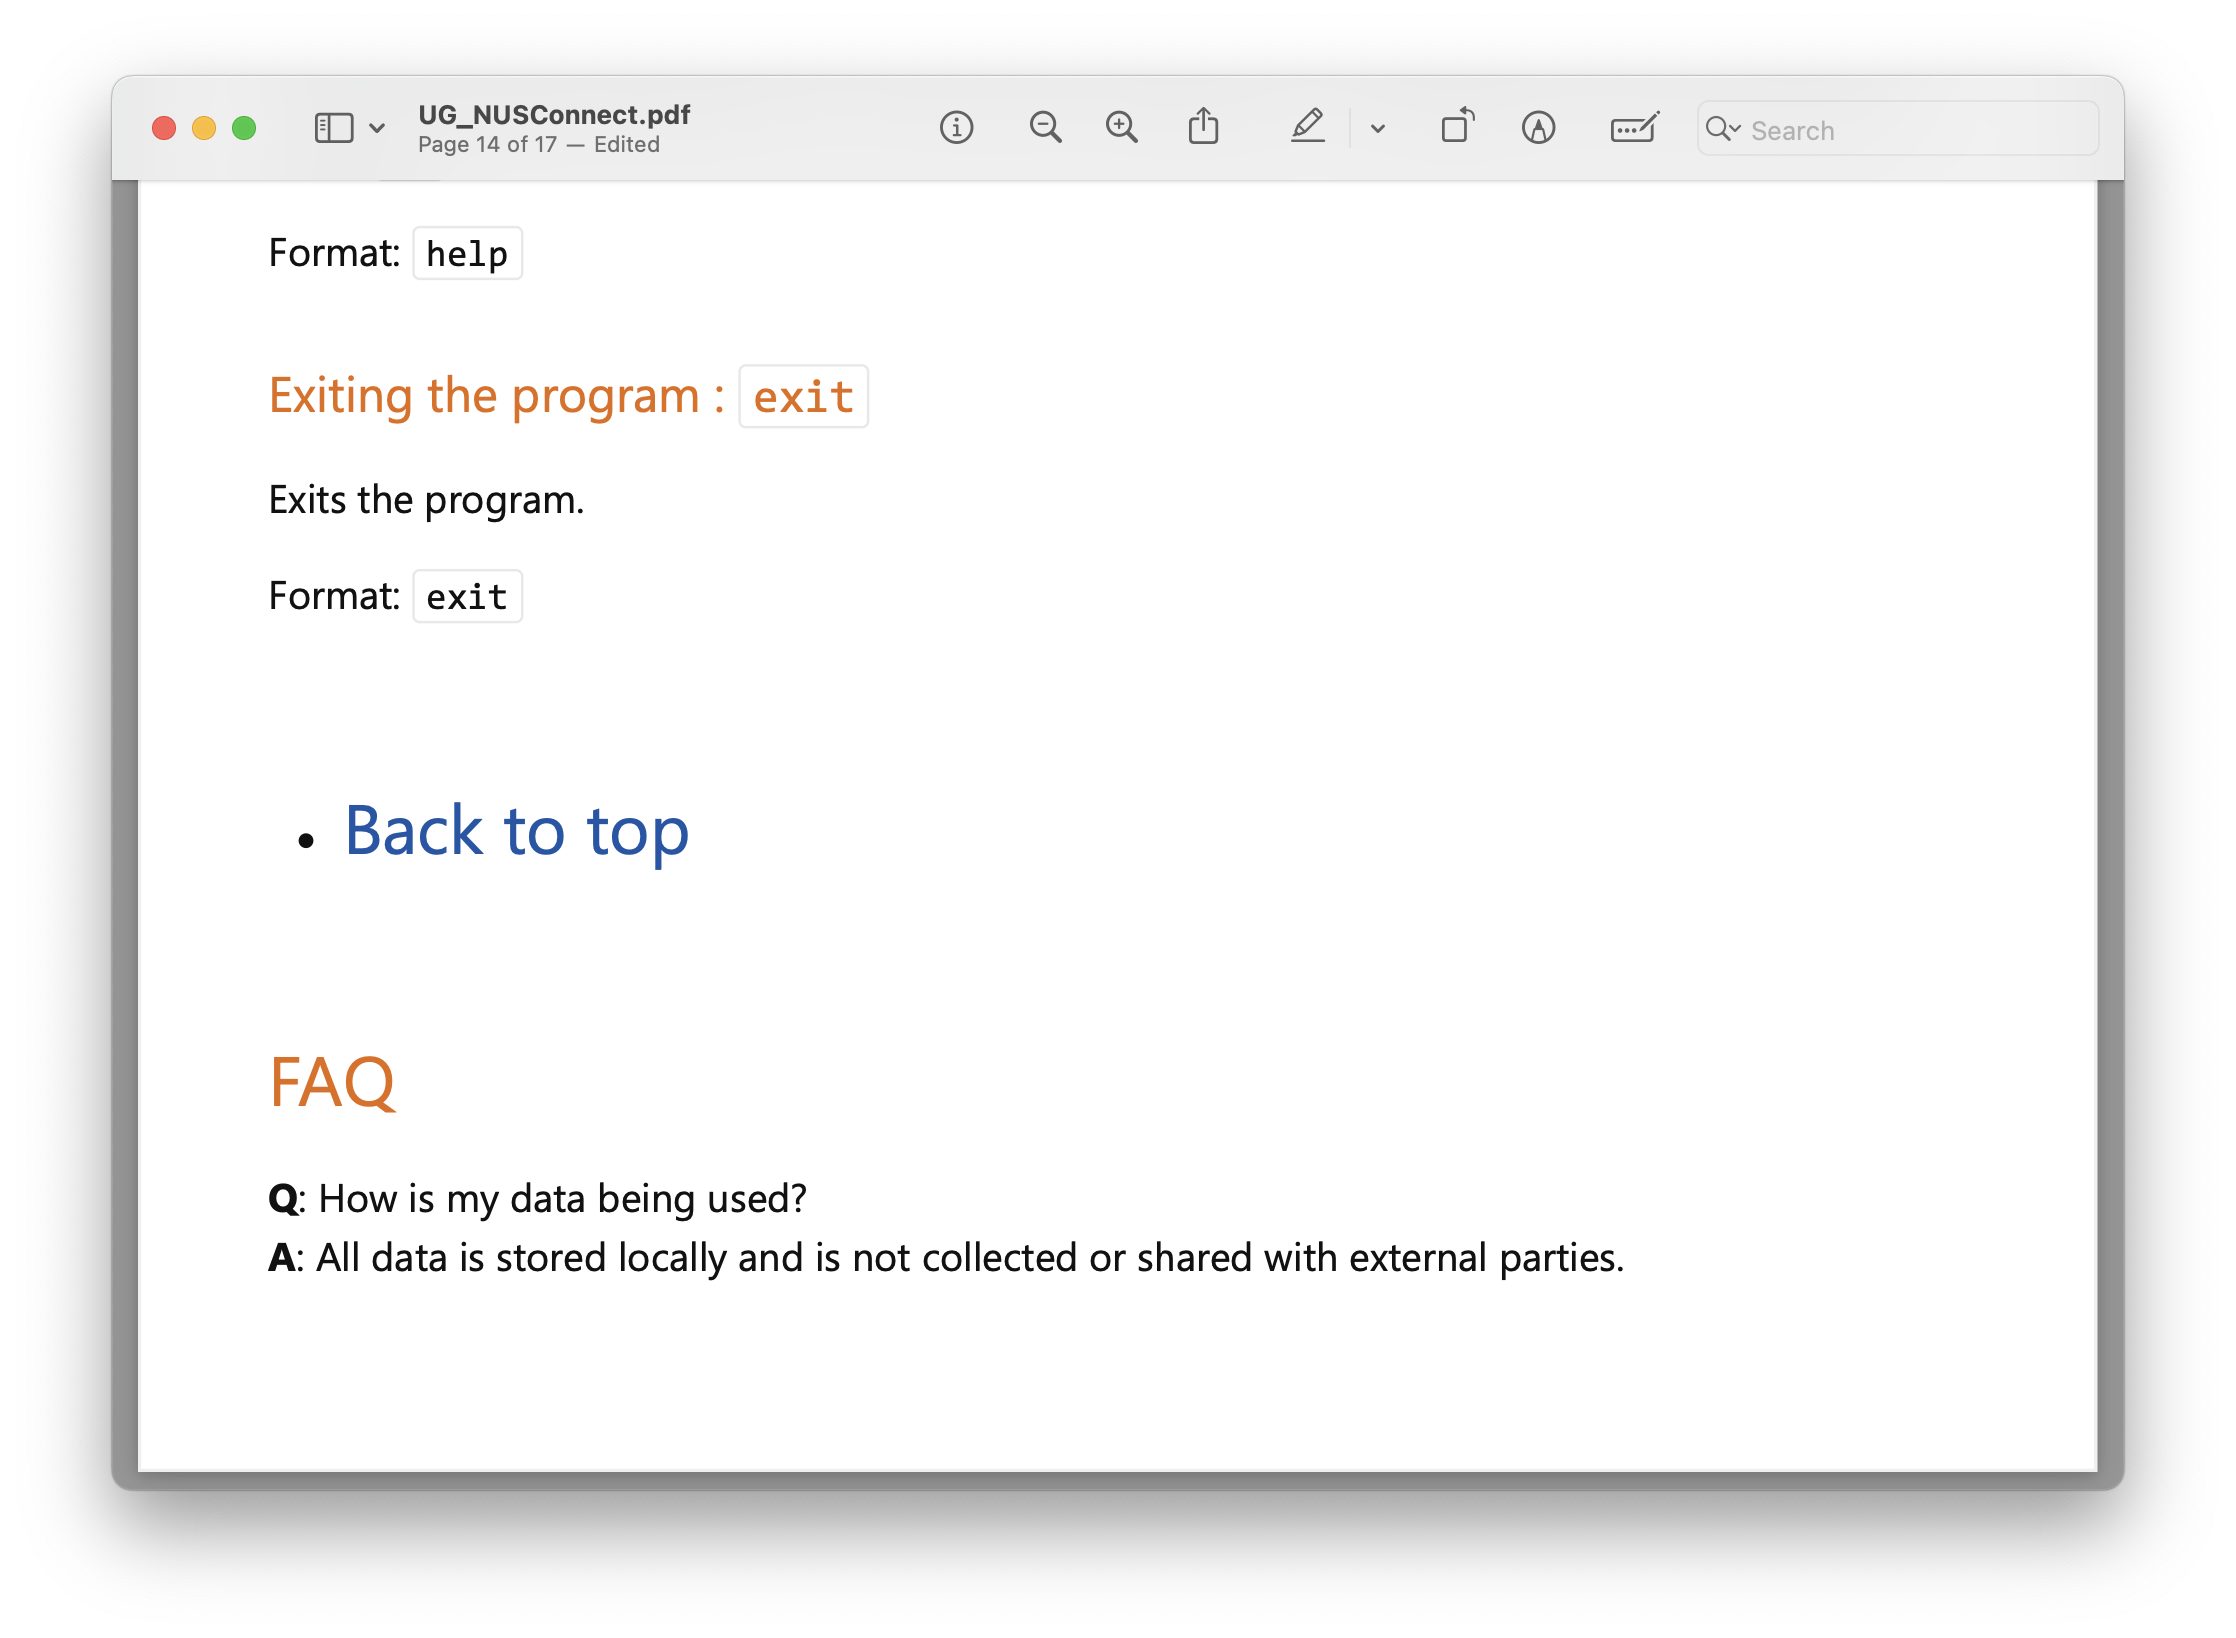 UG_NUSConnect.pdf
Page 14 of 17 — Edited
Search
Format: help
Exiting the program : exit
Exits the program.
Format: exit
• Back to top
FAQ
Q: How is my data being used?
A: All data is stored locally and is not collected or shared with external parties.